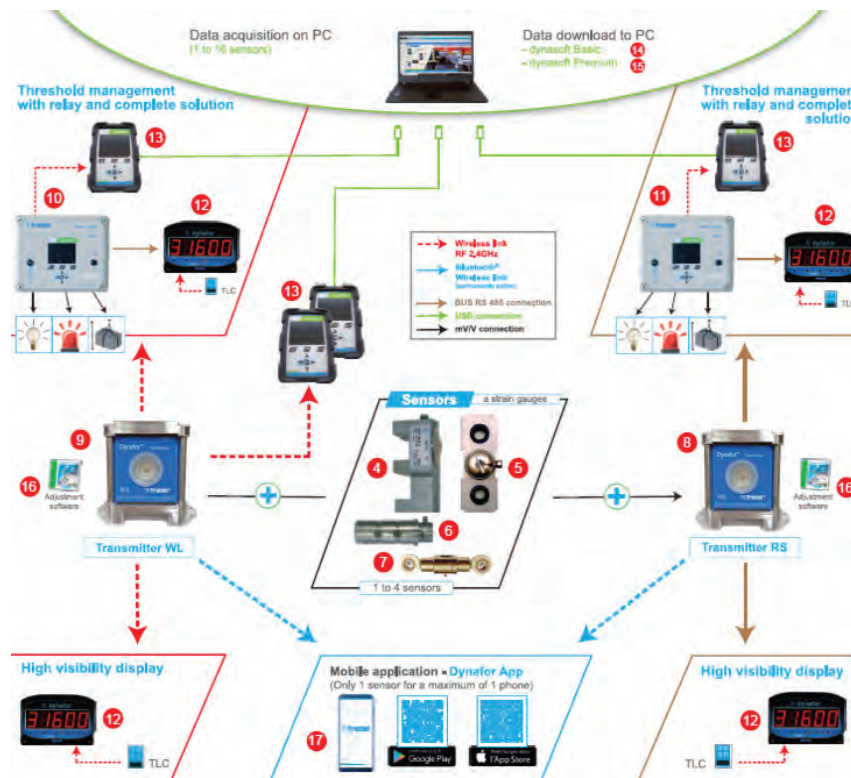 Data acquisition on PC
(1 to 16 sensors)
Data download to PC
- dynasoft Basic 14
- dynasoft Premium 15
Threshold management
with relay and complete solution
13
10
12
31600
TLC
Threshold manageme
with relay and complet
solutio
13
11
12
31600
TL
13
Wireless link
RF 2,4GHz
Bluetooth®
Wireless link
BUS RS 485 connection
USB connection
mV/V connection
Sensors
a strain gauges
4
5
6
7
1 to 4 sensors
9
Dynafor™
16
Adjustment
software
Transmitter WL
8
Dynafor™
16
Adjustment
software
Transmitter RS
High visibility display
12
31600
TLC
Mobile application - Dynafor App
(Only 1 sensor for a maximum of 1 phone)
17
Google Play
l'App Store
High visibility display
12
31600
TLC